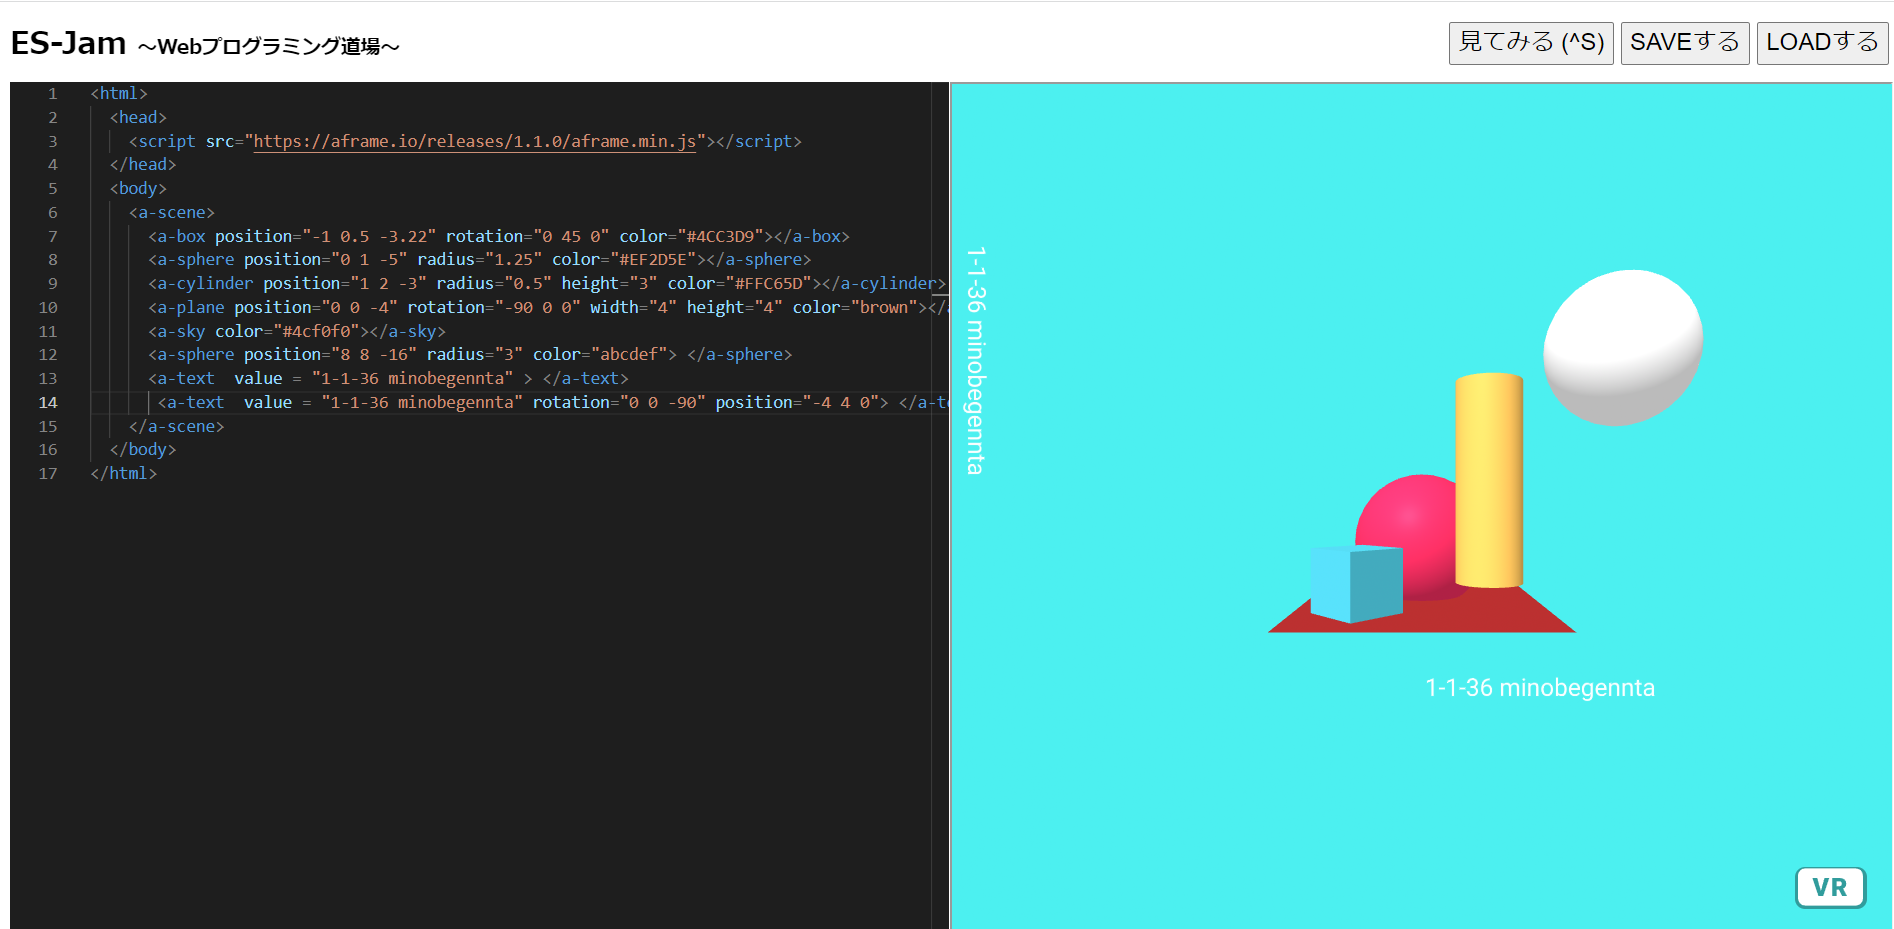 ES-Jam ～Webプログラミング道場～
見てみる (^S) SAVEする LOADする
1 <html>
2 <head>
3 <script src="https://aframe.io/releases/1.1.0/aframe.min.js"></script>
4 </head>
5 <body>
6 <a-scene>
7 <a-box position="-1 0.5 -3.22" rotation="0 45 0" color="#4CC3D9"></a-box>
8 <a-sphere position="0 1 -5" radius="1.25" color="#EF2D5E"></a-sphere>
9 <a-cylinder position="1 2 -3" radius="0.5" height="3" color="#FFC65D"></a-cylinder>
10 <a-plane position="0 0 -4" rotation="-90 0 0" width="4" height="4" color="brown"></
11 <a-sky color="#4cf0f0"></a-sky>
12 <a-sphere position="8 8 -16" radius="3" color="abcdef"> </a-sphere>
13 <a-text  value = "1-1-36 minobegennta" > </a-text>
14 <a-text  value = "1-1-36 minobegennta" rotation="0 0 -90" position="-4 4 0"> </a-t
15 </a-scene>
16 </body>
17 </html>
1-1-36 minobegennta
1-1-36 minobegennta
VR